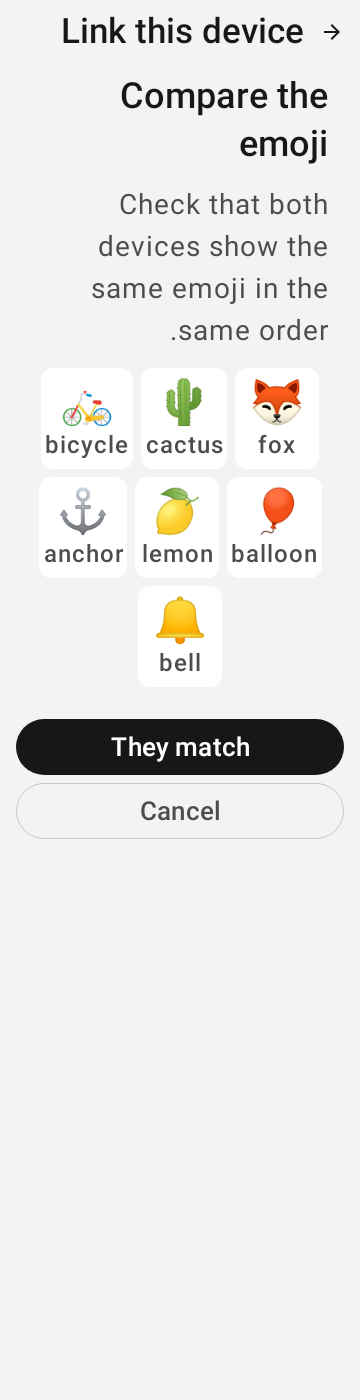 Link this device
Compare the
emoji
Check that both
devices show the
same emoji in the
.same order
fox
cactus
bicycle
balloon
lemon
anchor
bell
They match
Cancel